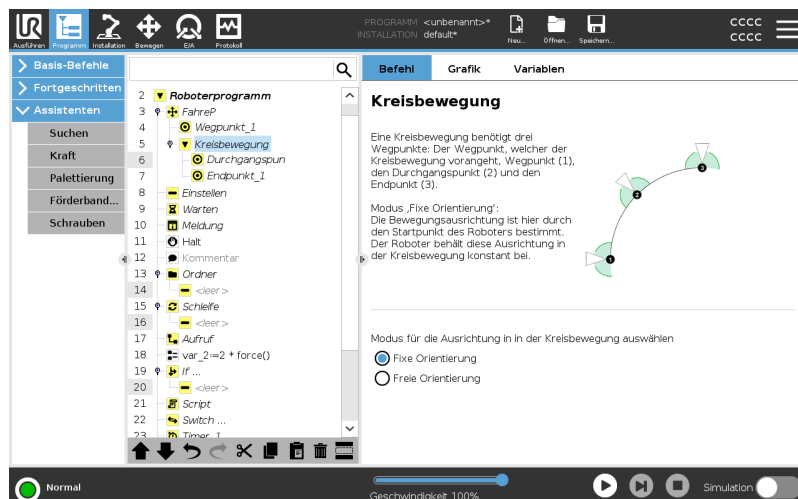 UR
PROGRAMM <unbenannt>*
INSTALLATION default*
CCCC
CCCC
Ausführen Programm Installation Bewegen E/A Protokoll Neu... Öffnen... Speichern...
Basis-Befehle
Fortgeschritten
Assistenten
Suchen
Kraft
Palettierung
Förderband...
Schrauben
2 Roboterprogramm
3 FahreP
4 Wegpunkt_1
5 Kreisbewegung
6 Durchgangspun
7 Endpunkt_1
8 Einstellen
9 Warten
10 Meldung
11 Halt
12 Kommentar
13 Ordner
14 <leer>
15 Schleife
16 <leer>
17 Aufruf
18 var_2:=2 * force()
19 If ...
20 <leer>
21 Script
22 Switch ...
23 Timer_1
Befehl Grafik Variablen
Kreisbewegung
Eine Kreisbewegung benötigt drei
Wegpunkte: Der Wegpunkt, welcher der
Kreisbewegung vorangeht, Wegpunkt (1),
den Durchgangspunkt (2) und den
Endpunkt (3).
Modus ‚Fixe Orientierung‘:
Die Bewegungsausrichtung ist hier durch
den Startpunkt des Roboters bestimmt.
Der Roboter behält diese Ausrichtung in
der Kreisbewegung konstant bei.
3
2
1
Modus für die Ausrichtung in in der Kreisbewegung auswählen
Fixe Orientierung
Freie Orientierung
Normal
Geschwindigkeit 100%
Simulation